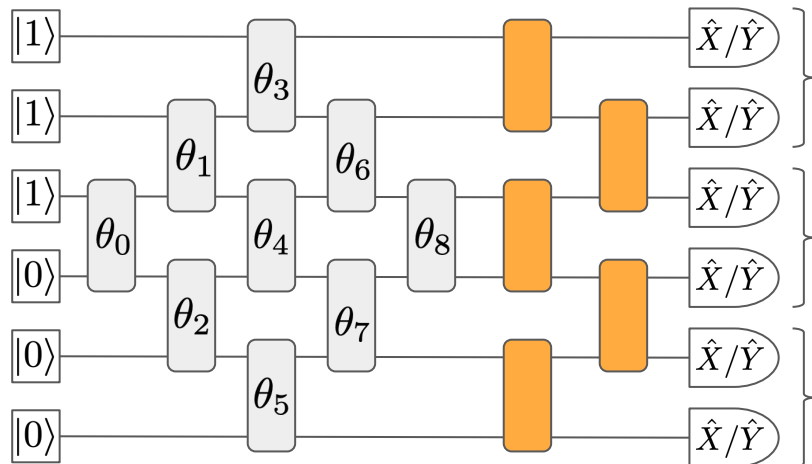 |1⟩ θ₃ X̂/Ŷ
|1⟩ θ₁ θ₆ X̂/Ŷ
|1⟩ θ₀ θ₄ θ₈ X̂/Ŷ
|0⟩ θ₂ θ₇ X̂/Ŷ
|0⟩ θ₅ X̂/Ŷ
|0⟩ X̂/Ŷ